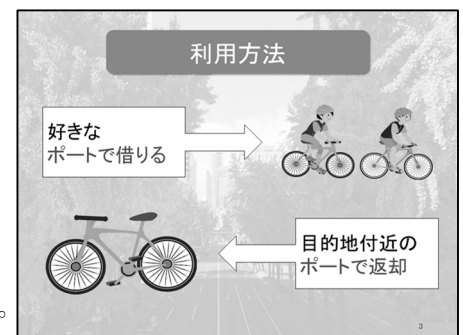 利用方法
好きな
ポートで借りる
目的地付近の
ポートで返却
3
。